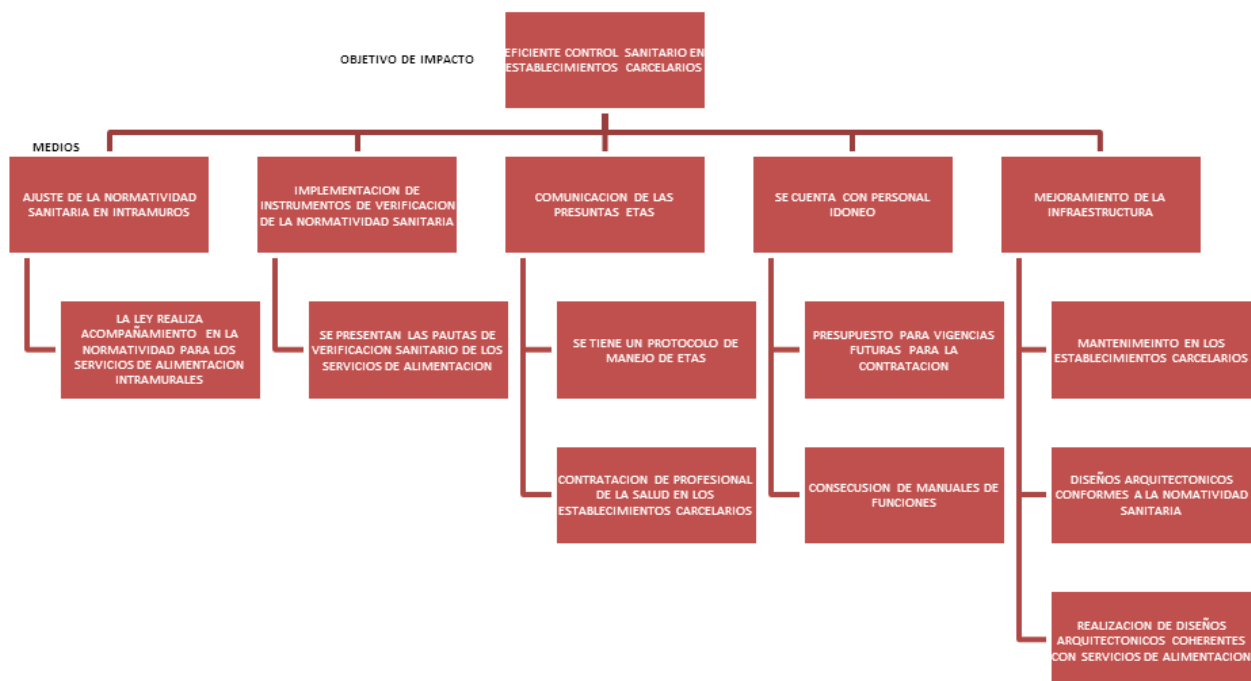 OBJETIVO DE IMPACTO
EFICIENTE CONTROL SANITARIO EN
ESTABLECIMIENTOS CARCELARIOS
MEDIOS
AJUSTE DE LA NORMATIVIDAD
SANITARIA EN INTRAMUROS
IMPLEMENTACION DE
INSTRUMENTOS DE VERIFICACION
DE LA NORMATIVIDAD SANITARIA
COMUNICACION DE LAS
PRESUNTAS ETAS
SE CUENTA CON PERSONAL
IDONEO
MEJORAMIENTO DE LA
INFRAESTRUCTURA
LA LEY REALIZA
ACOMPAÑAMIENTO EN LA
NORMATIVIDAD PARA LOS
SERVICIOS DE ALIMENTACION
INTRAMURALES
SE PRESENTAN LAS PAUTAS DE
VERIFICACION SANITARIO DE LOS
SERVICIOS DE ALIMENTACION
SE TIENE UN PROTOCOLO DE
MANEJO DE ETAS
PRESUPUESTO PARA VIGENCIAS
FUTURAS PARA LA
CONTRATACION
MANTENIMEINTO EN LOS
ESTABLECIMIENTOS CARCELARIOS
CONTRATACION DE PROFESIONAL
DE LA SALUD EN LOS
ESTABLECIMIENTOS CARCELARIOS
CONSECUSION DE MANUALES DE
FUNCIONES
DISEÑOS ARQUITECTONICOS
CONFORMES A LA NOMATIVIDAD
SANITARIA
REALIZACION DE DISEÑOS
ARQUITECTONICOS COHERENTES
CON SERVICIOS DE ALIMENTACION